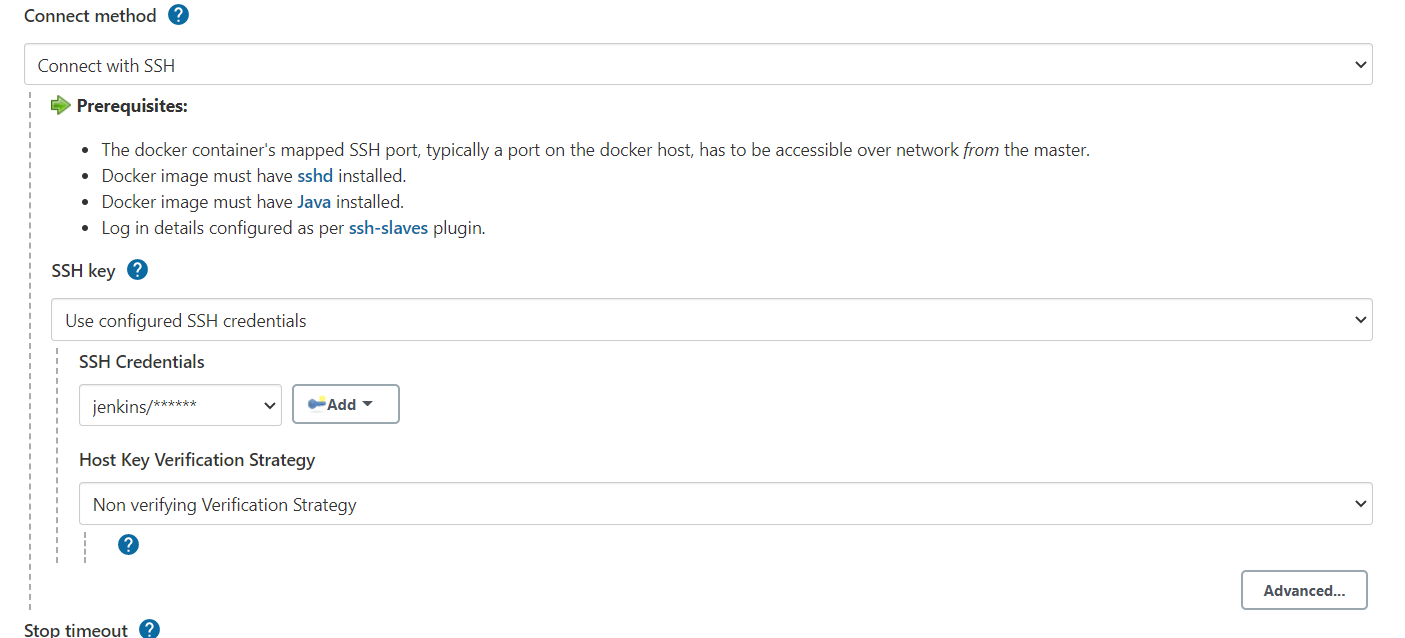 Connect method ?
Connect with SSH
Prerequisites:
The docker container's mapped SSH port, typically a port on the docker host, has to be accessible over network from the master.
Docker image must have sshd installed.
Docker image must have Java installed.
Log in details configured as per ssh-slaves plugin.
SSH key ?
Use configured SSH credentials
SSH Credentials
jenkins/****** Add
Host Key Verification Strategy
Non verifying Verification Strategy
?
Advanced...
Stop timeout ?